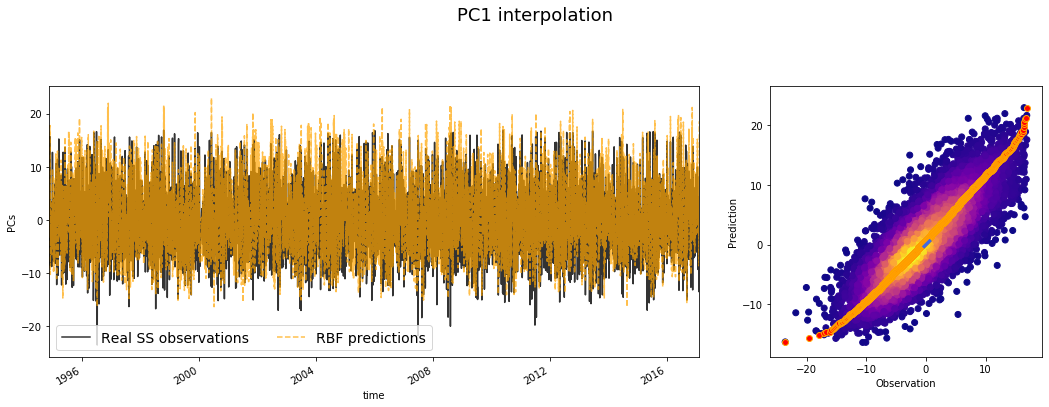 PC1 interpolation
20
10
0
−10
−20
PCs
Real SS observations
RBF predictions
1996
2000
2004
2008
2012
2016
time
20
10
0
−10
Prediction
−20
−10
0
10
Observation